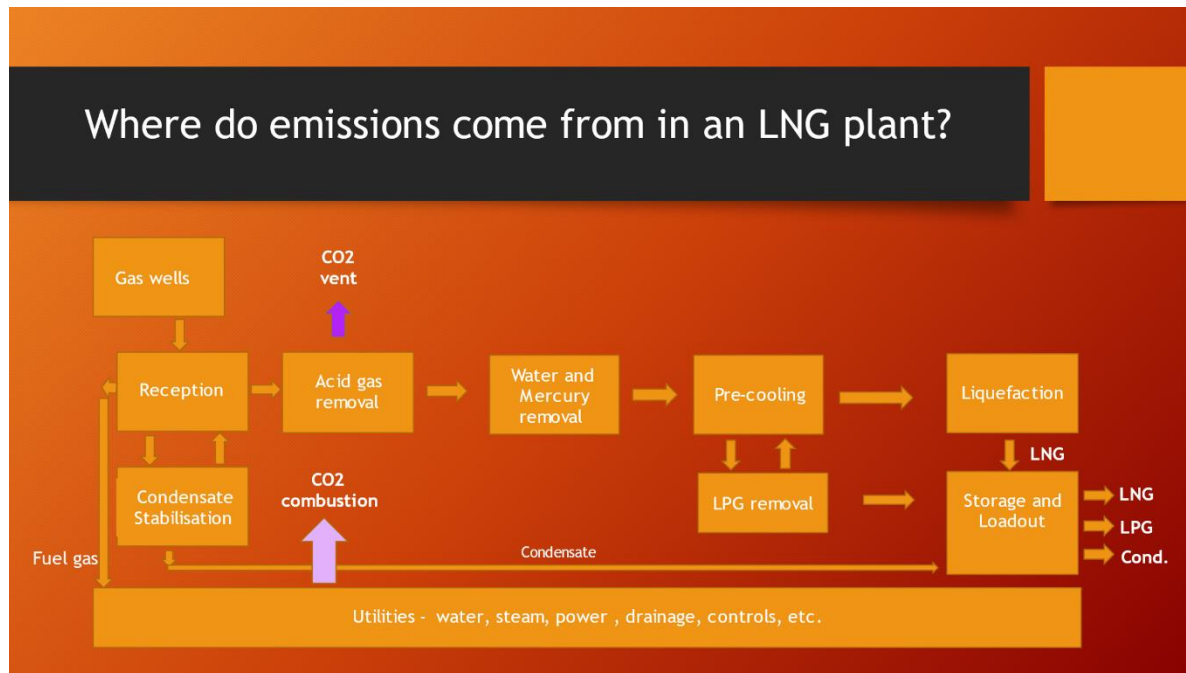 Where do emissions come from in an LNG plant?
Gas wells
CO2
vent
Reception
Acid gas
removal
Water and
Mercury
removal
Pre-cooling
Liquefaction
LNG
Condensate
Stabilisation
CO2
combustion
LPG removal
Storage and
Loadout
LNG
LPG
Cond.
Fuel gas
Condensate
Utilities - water, steam, power , drainage, controls, etc.